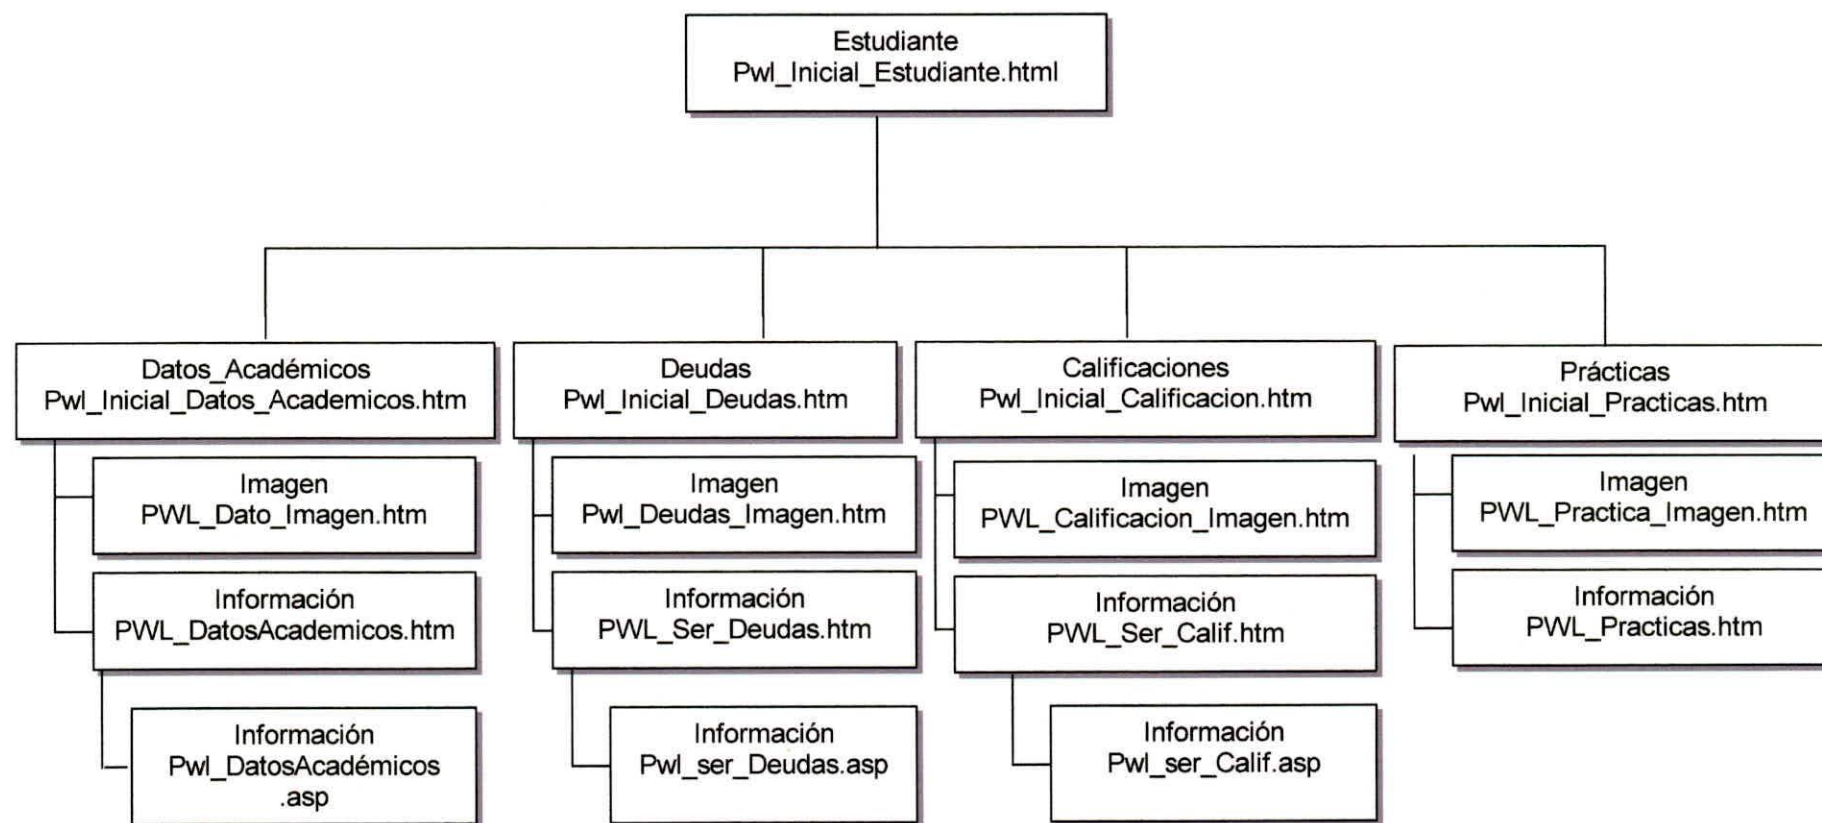 Estudiante
Pwl_Inicial_Estudiante.html
Datos_Académicos
Pwl_Inicial_Datos_Academicos.htm
Imagen
PWL_Dato_Imagen.htm
Información
PWL_DatosAcademicos.htm
Información
Pwl_DatosAcadémicos
.asp
Deudas
Pwl_Inicial_Deudas.htm
Imagen
Pwl_Deudas_Imagen.htm
Información
PWL_Ser_Deudas.htm
Información
Pwl_ser_Deudas.asp
Calificaciones
Pwl_Inicial_Calificacion.htm
Imagen
PWL_Calificacion_Imagen.htm
Información
PWL_Ser_Calif.htm
Información
Pwl_ser_Calif.asp
Prácticas
Pwl_Inicial_Practicas.htm
Imagen
PWL_Practica_Imagen.htm
Información
PWL_Practicas.htm